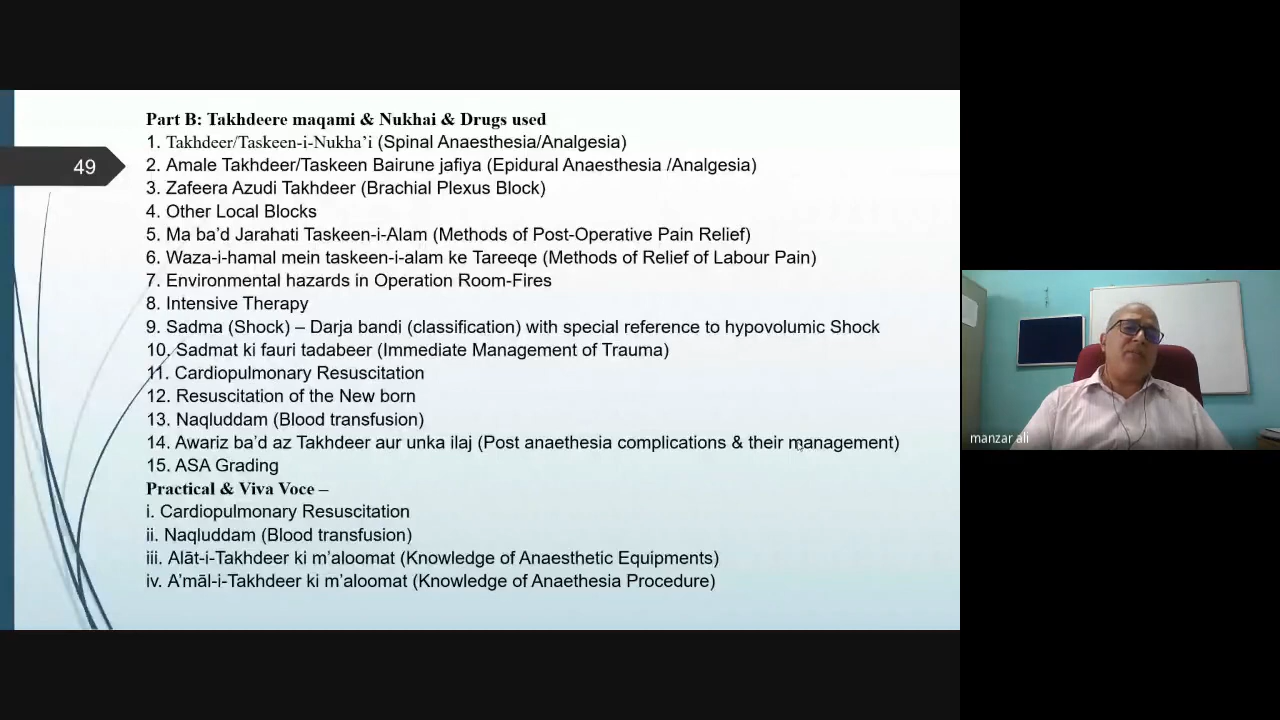 49
Part B: Takhdeere maqami & Nukhai & Drugs used
1. Takhdeer/Taskeen-i-Nukha’i (Spinal Anaesthesia/Analgesia)
2. Amale Takhdeer/Taskeen Bairune jafiya (Epidural Anaesthesia /Analgesia)
3. Zafeera Azudi Takhdeer (Brachial Plexus Block)
4. Other Local Blocks
5. Ma ba’d Jarahati Taskeen-i-Alam (Methods of Post-Operative Pain Relief)
6. Waza-i-hamal mein taskeen-i-alam ke Tareeqe (Methods of Relief of Labour Pain)
7. Environmental hazards in Operation Room-Fires
8. Intensive Therapy
9. Sadma (Shock) – Darja bandi (classification) with special reference to hypovolumic Shock
10. Sadmat ki fauri tadabeer (Immediate Management of Trauma)
11. Cardiopulmonary Resuscitation
12. Resuscitation of the New born
13. Naqluddam (Blood transfusion)
14. Awariz ba’d az Takhdeer aur unka ilaj (Post anaethesia complications & their management)
15. ASA Grading
Practical & Viva Voce –
i. Cardiopulmonary Resuscitation
ii. Naqluddam (Blood transfusion)
iii. Alāt-i-Takhdeer ki m’aloomat (Knowledge of Anaesthetic Equipments)
iv. A’māl-i-Takhdeer ki m’aloomat (Knowledge of Anaethesia Procedure)
manzar ali